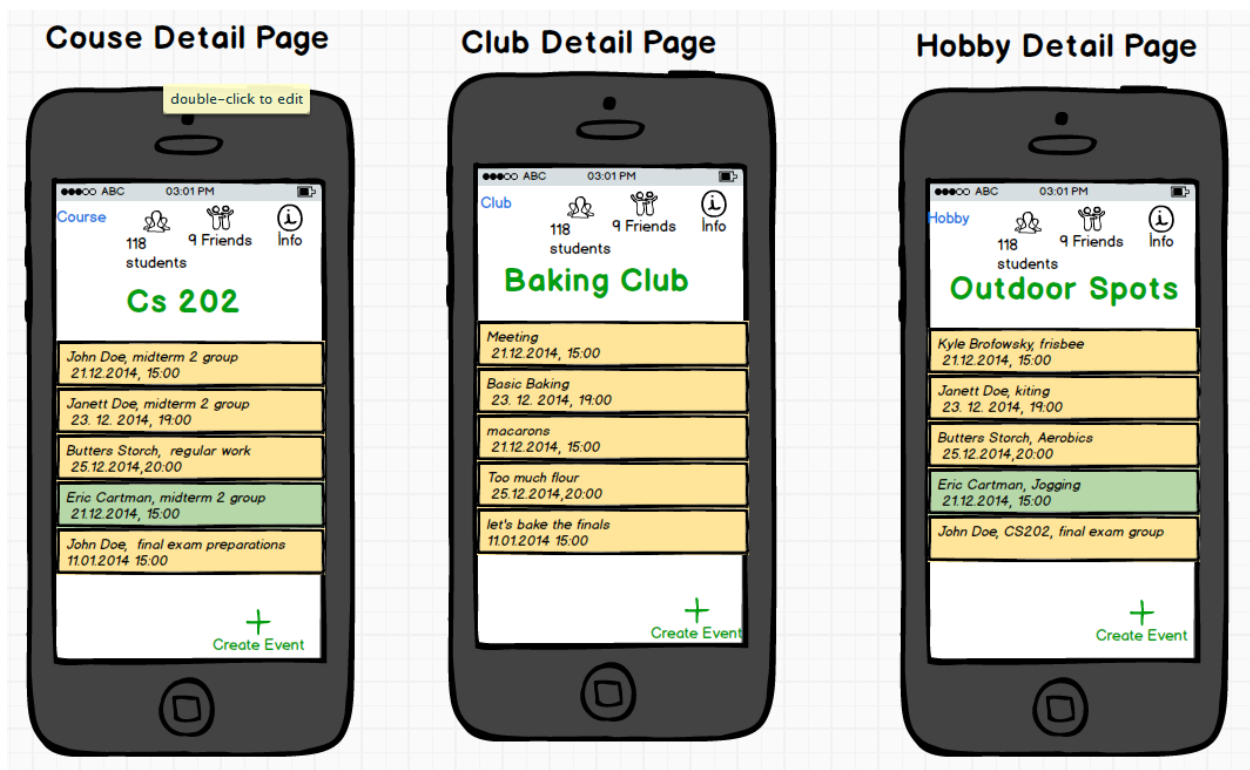 Couse Detail Page
double-click to edit
ABC 03:01 PM
Course
118
students
9 Friends
İnfo
Cs 202
John Doe, midterm 2 group
21.12.2014, 15:00
Janett Doe, midterm 2 group
23. 12. 2014, 19:00
Butters Storch, regular work
25.12.2014,20:00
Eric Cartman, midterm 2 group
21.12.2014, 15:00
John Doe, final exam preparations
11.01.2014 15:00
+
Create Event
Club Detail Page
ABC 03:01 PM
Club
118
students
9 Friends
İnfo
Baking Club
Meeting
21.12.2014, 15:00
Basic Baking
23. 12. 2014, 19:00
macarons
21.12.2014, 15:00
Too much flour
25.12.2014,20:00
let's bake the finals
11.01.2014 15:00
+
Create Event
Hobby Detail Page
ABC 03:01 PM
Hobby
118
students
9 Friends
İnfo
Outdoor Spots
Kyle Brofowsky, frisbee
21.12.2014, 15:00
Janett Doe, kiting
23. 12. 2014, 19:00
Butters Storch, Aerobics
25.12.2014,20:00
Eric Cartman, Jogging
21.12.2014, 15:00
John Doe, CS202, final exam group
+
Create Event